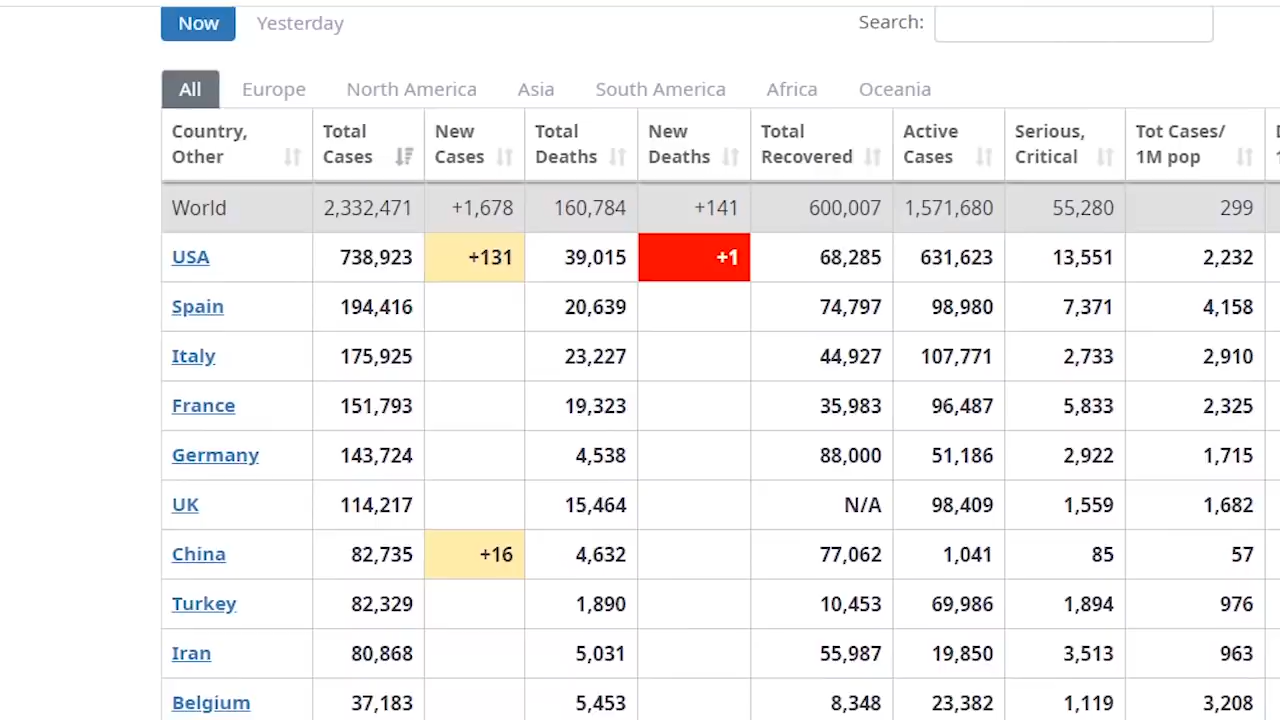 Now Yesterday Search:
All Europe North America Asia South America Africa Oceania
Country, Other Total Cases New Cases Total Deaths New Deaths Total Recovered Active Cases Serious, Critical Tot Cases/ 1M pop
World 2,332,471 +1,678 160,784 +141 600,007 1,571,680 55,280 299
USA 738,923 +131 39,015 +1 68,285 631,623 13,551 2,232
Spain 194,416 20,639 74,797 98,980 7,371 4,158
Italy 175,925 23,227 44,927 107,771 2,733 2,910
France 151,793 19,323 35,983 96,487 5,833 2,325
Germany 143,724 4,538 88,000 51,186 2,922 1,715
UK 114,217 15,464 N/A 98,409 1,559 1,682
China 82,735 +16 4,632 77,062 1,041 85 57
Turkey 82,329 1,890 10,453 69,986 1,894 976
Iran 80,868 5,031 55,987 19,850 3,513 963
Belgium 37,183 5,453 8,348 23,382 1,119 3,208